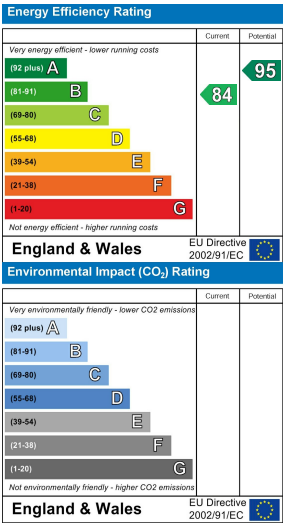 Energy Efficiency Rating
Current Potential
Very energy efficient - lower running costs
(92 plus) A
(81-91) B
(69-80) C
(55-68) D
(39-54) E
(21-38) F
(1-20) G
84
95
Not energy efficient - higher running costs
England & Wales
EU Directive
2002/91/EC
Environmental Impact (CO₂) Rating
Current Potential
Very environmentally friendly - lower CO2 emissions
(92 plus) A
(81-91) B
(69-80) C
(55-68) D
(39-54) E
(21-38) F
(1-20) G
Not environmentally friendly - higher CO2 emissions
England & Wales
EU Directive
2002/91/EC